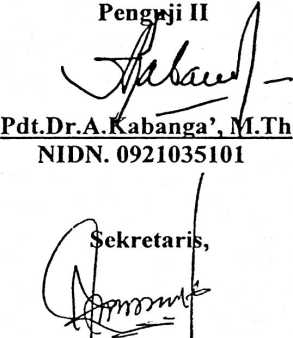 Penguji II
Pdt.Dr.A.Kabanga', M.Th
NIDN. 0921035101
Sekretaris,